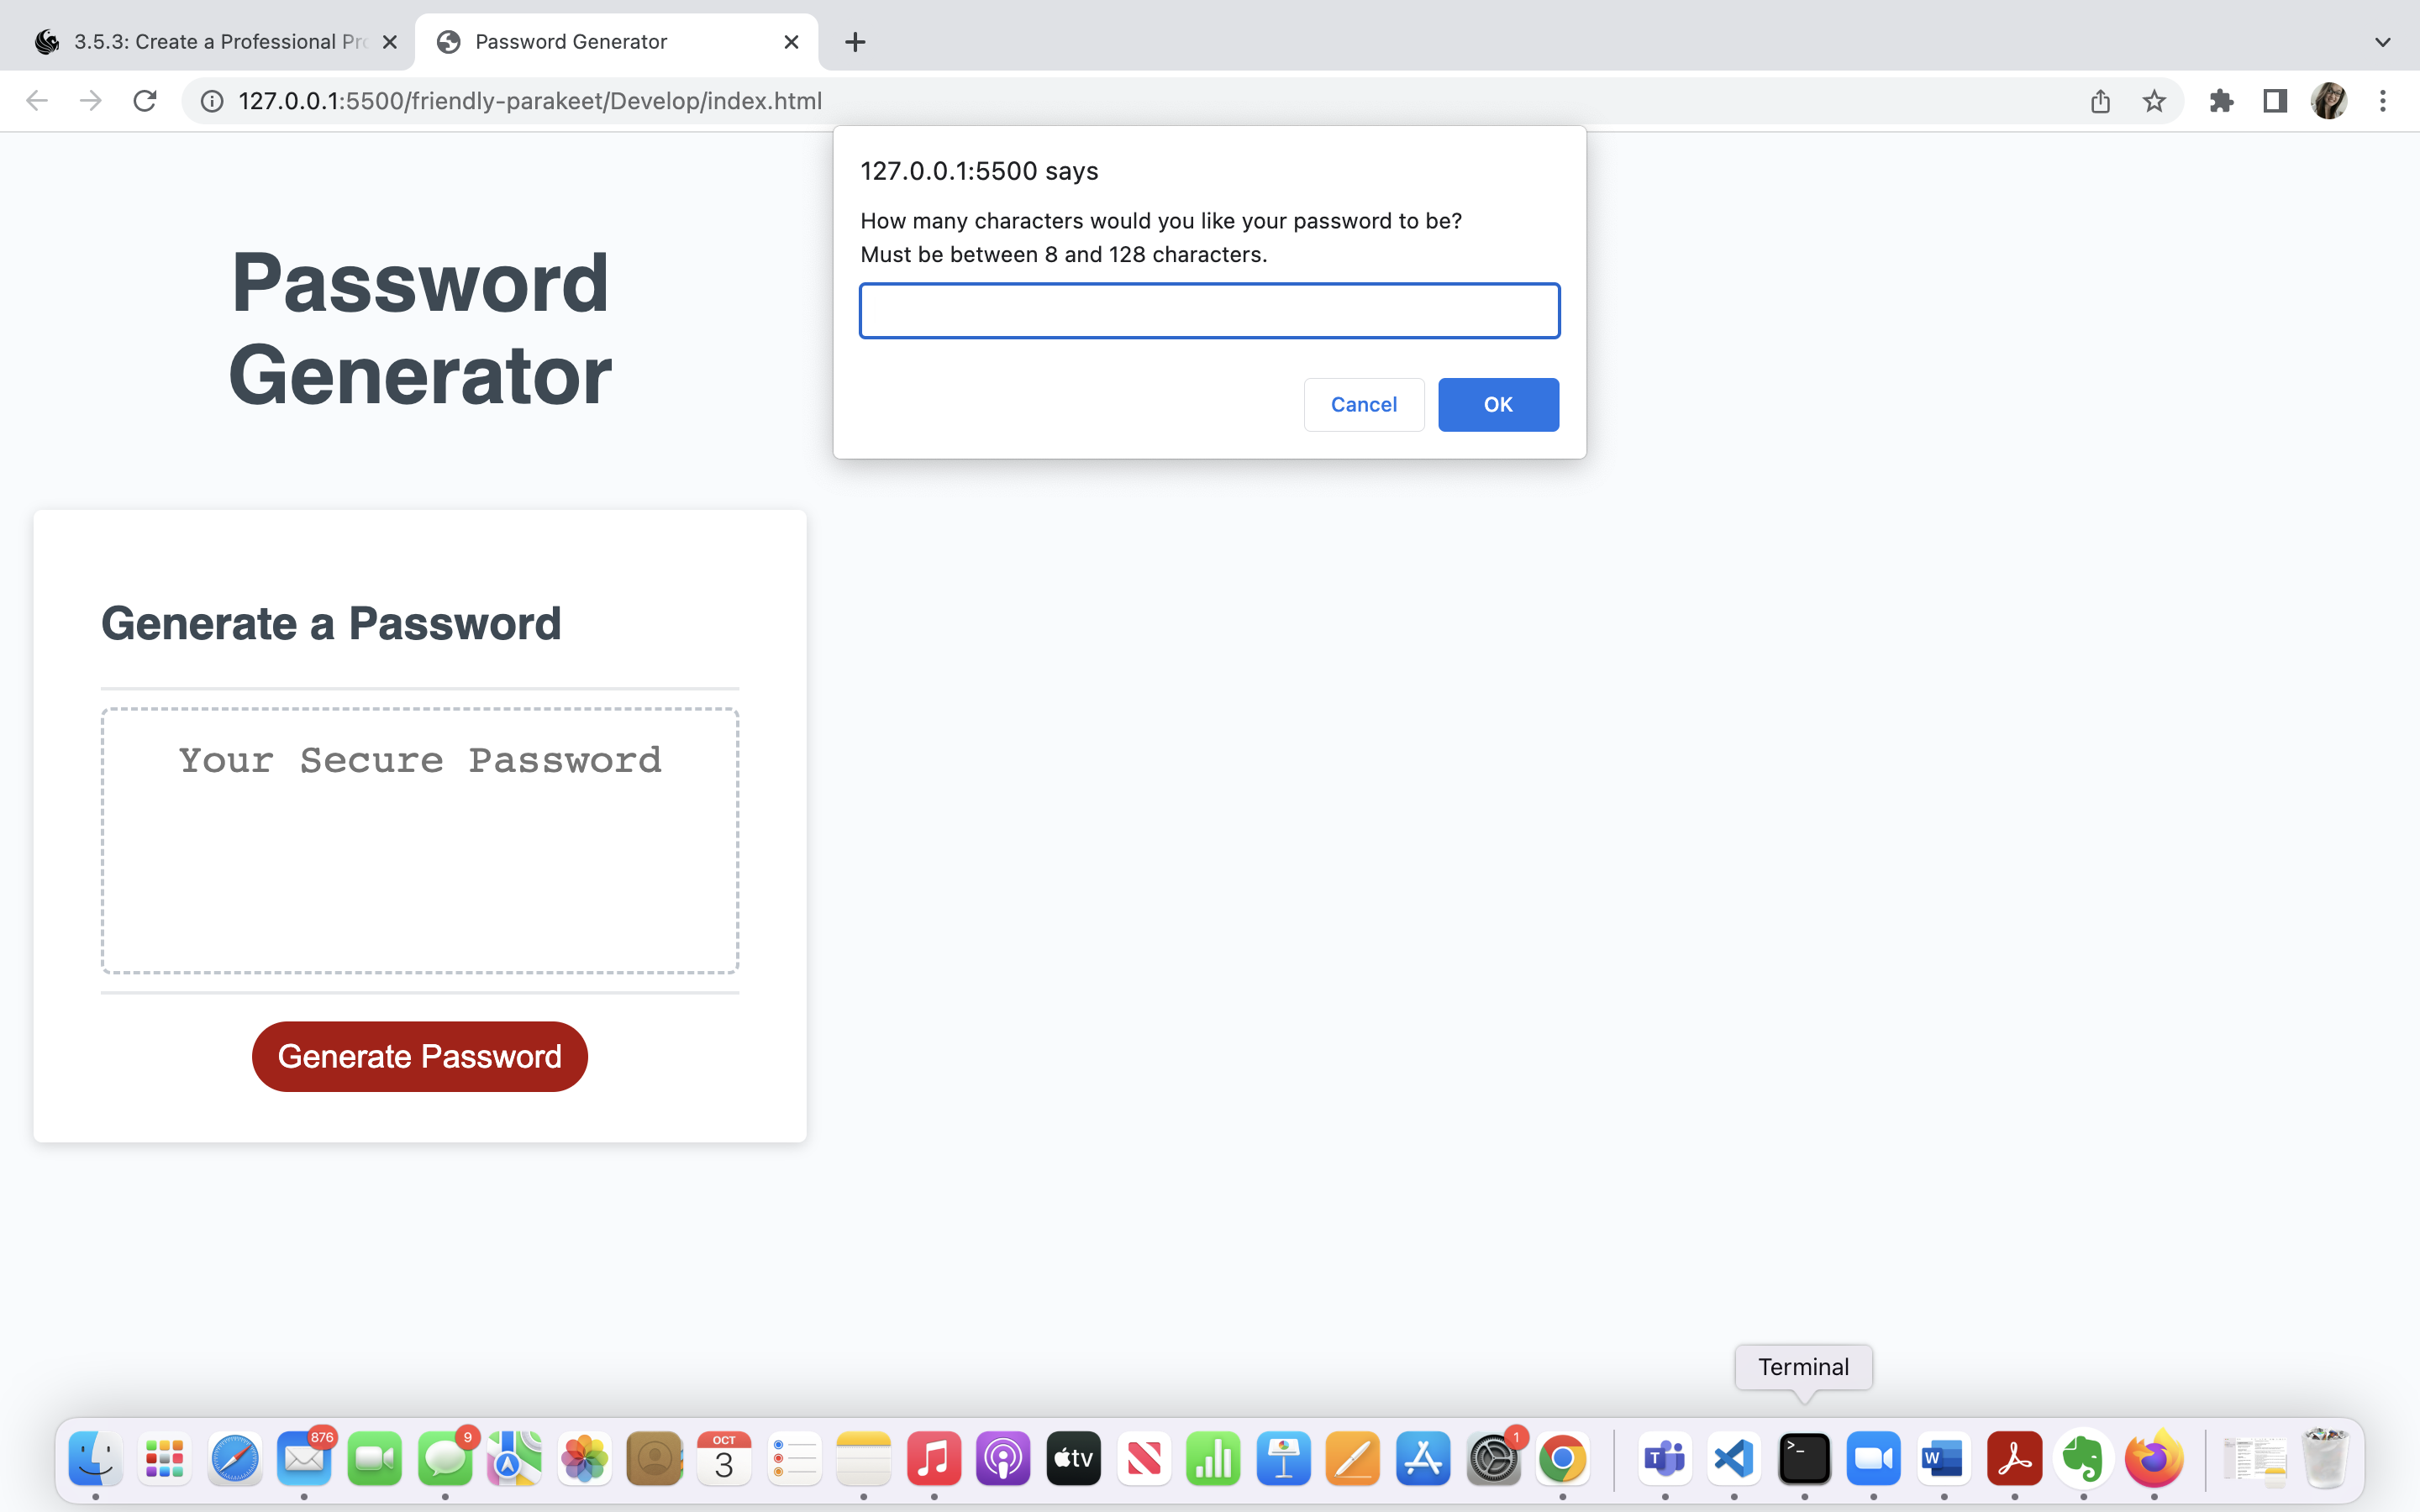 3.5.3: Create a Professional Pr
Password Generator
127.0.0.1:5500/friendly-parakeet/Develop/index.html
127.0.0.1:5500 says
How many characters would you like your password to be?
Must be between 8 and 128 characters.
Cancel
OK
Password
Generator
Generate a Password
Your Secure Password
Generate Password
Terminal
876
9
OCT
3
tv
1
T
>_
W